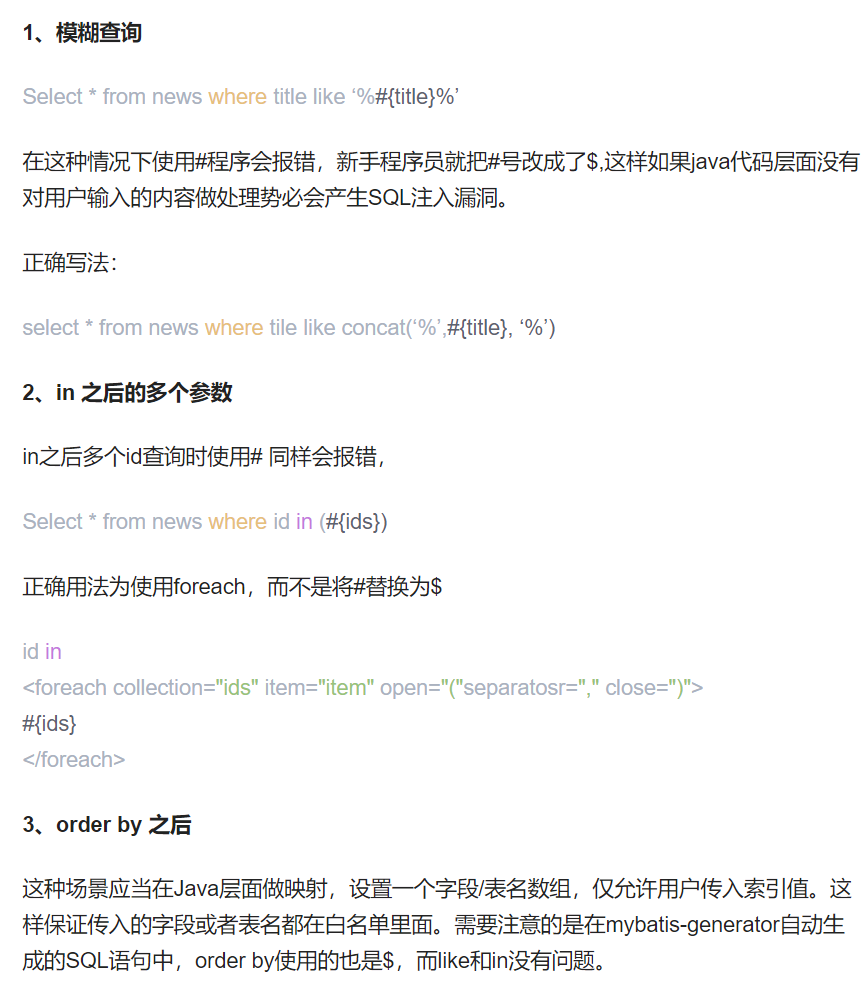 1、模糊查询
Select * from news where title like ‘%#{title}%’
在这种情况下使用#程序会报错，新手程序员就把#号改成了$,这样如果java代码层面没有
对用户输入的内容做处理势必会产生SQL注入漏洞。
正确写法：
select * from news where tile like concat(‘%’,#{title}, ‘%’)
2、in 之后的多个参数
in之后多个id查询时使用# 同样会报错，
Select * from news where id in (#{ids})
正确用法为使用foreach，而不是将#替换为$
id in
<foreach collection="ids" item="item" open="("separatosr="," close=")">
#{ids}
</foreach>
3、order by 之后
这种场景应当在Java层面做映射，设置一个字段/表名数组，仅允许用户传入索引值。这
样保证传入的字段或者表名都在白名单里面。需要注意的是在mybatis-generator自动生
成的SQL语句中，order by使用的也是$，而like和in没有问题。